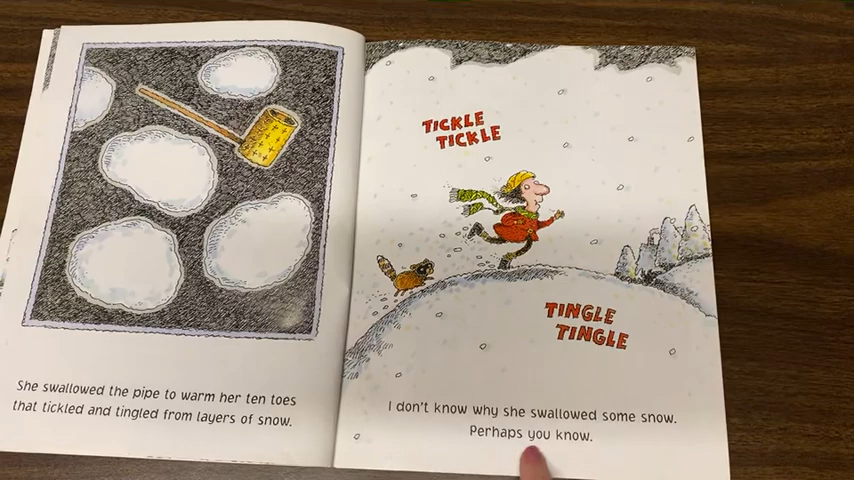 She swallowed the pipe to warm her ten toes
that tickled and tingled from layers of snow.
TICKLE
TICKLE
TINGLE
TINGLE
I don't know why she swallowed some snow.
Perhaps you know.